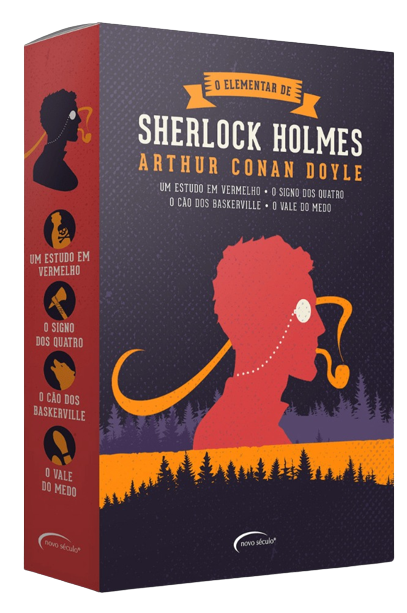 O ELEMENTAR DE
SHERLOCK HOLMES
ARTHUR CONAN DOYLE
UM ESTUDO EM VERMELHO • O SIGNO DOS QUATRO
O CÃO DOS BASKERVILLE • O VALE DO MEDO
novo século®
UM ESTUDO EM
VERMELHO
O SIGNO
DOS QUATRO
O CÃO DOS
BASKERVILLE
O VALE
DO MEDO
novo século®